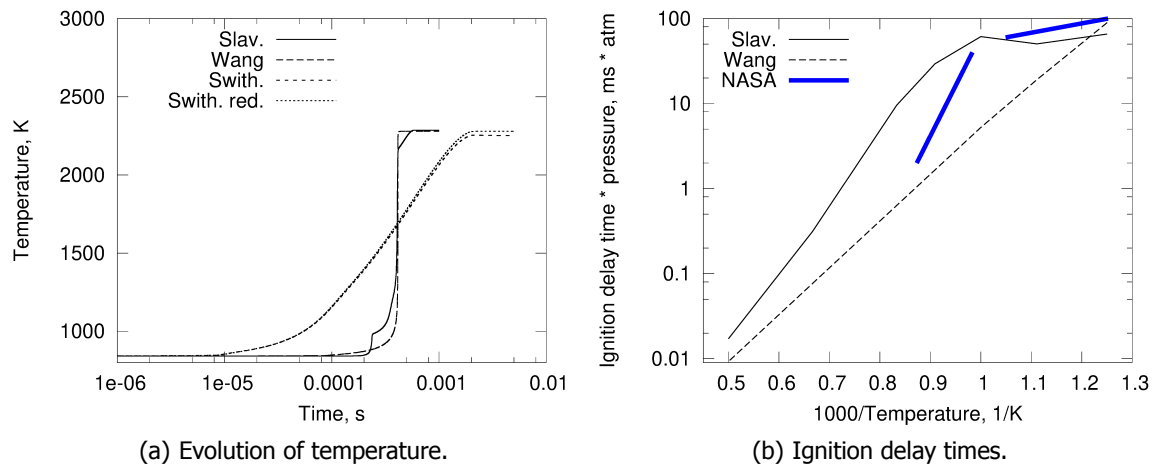 3000
2500
2000
1500
1000
Temperature, K
Slav.
Wang
Swith.
Swith. red.
1e-06 1e-05 0.0001 0.001 0.01
Time, s
(a) Evolution of temperature.
100
10
1
0.1
0.01
Ignition delay time * pressure, ms * atm
Slav.
Wang
NASA
0.5 0.6 0.7 0.8 0.9 1 1.1 1.2 1.3
1000/Temperature, 1/K
(b) Ignition delay times.